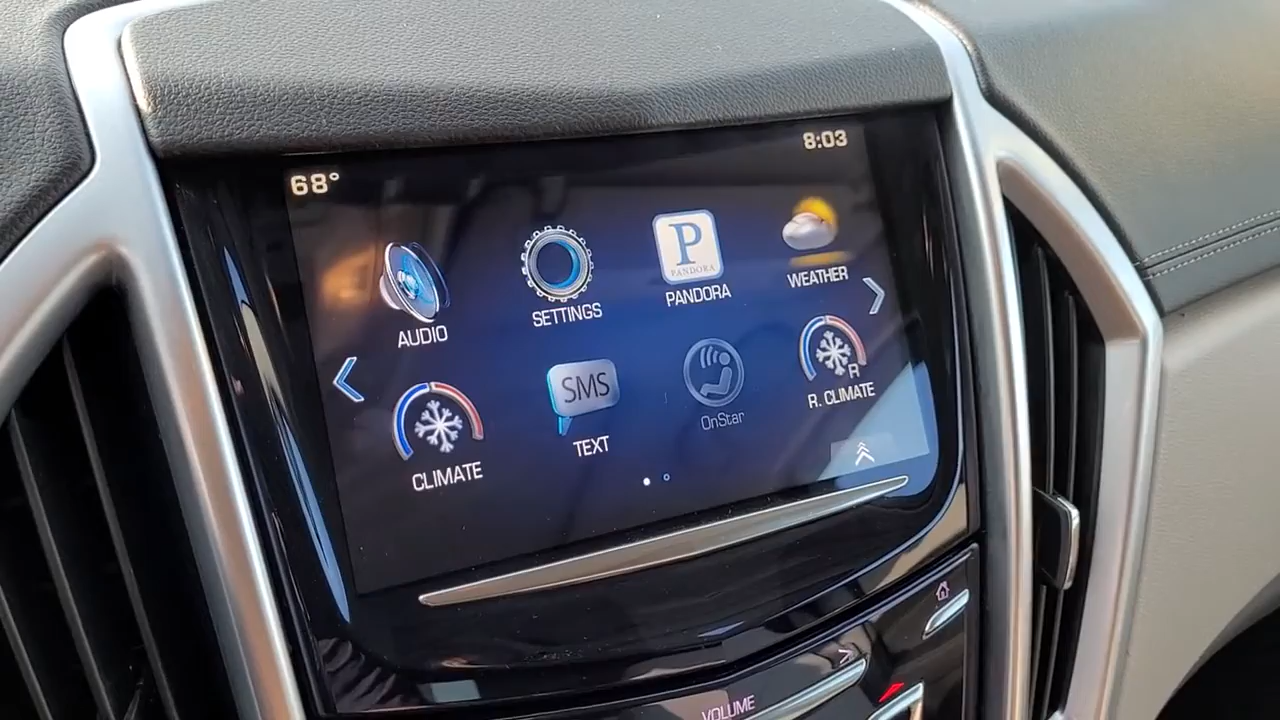 68°
8:03
AUDIO
SETTINGS
P
PANDORA
PANDORA
WEATHER
CLIMATE
SMS
TEXT
OnStar
R
R. CLIMATE
VOLUME